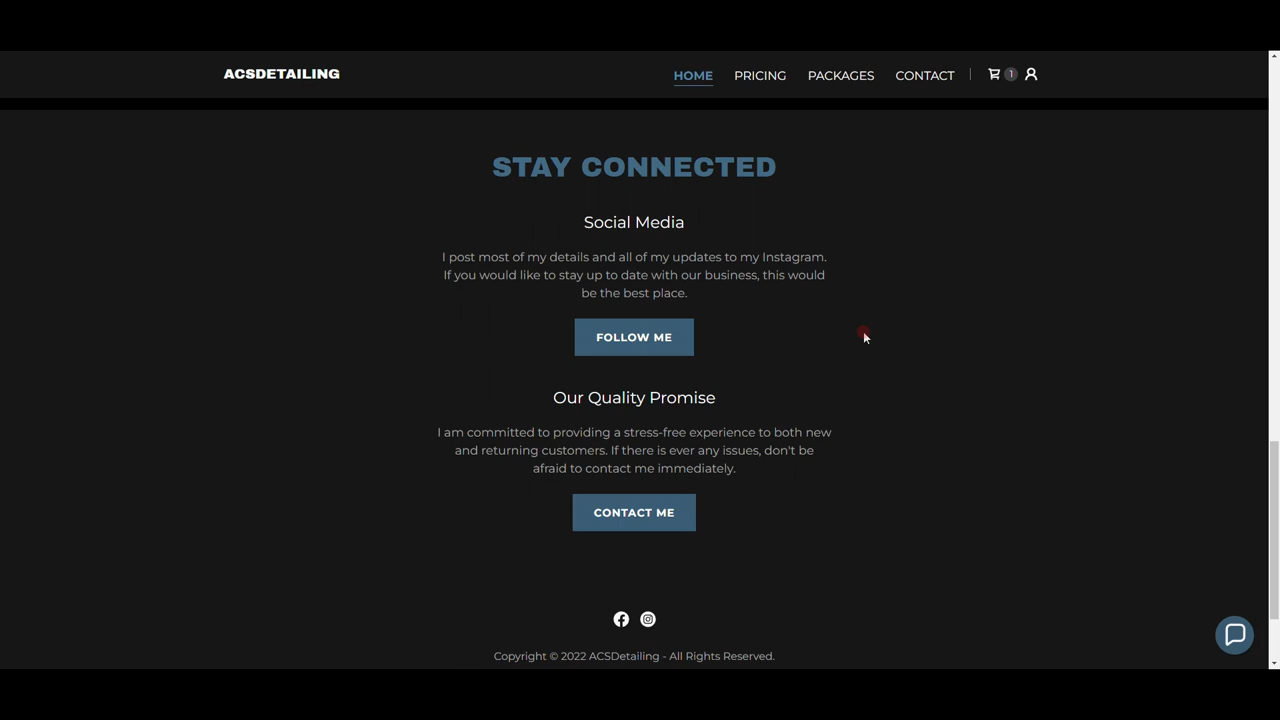 ACSDETAILING
HOME PRICING PACKAGES CONTACT 1
STAY CONNECTED
Social Media
I post most of my details and all of my updates to my Instagram.
If you would like to stay up to date with our business, this would
be the best place.
FOLLOW ME
Our Quality Promise
I am committed to providing a stress-free experience to both new
and returning customers. If there is ever any issues, don't be
afraid to contact me immediately.
CONTACT ME
Copyright © 2022 ACSDetailing - All Rights Reserved.